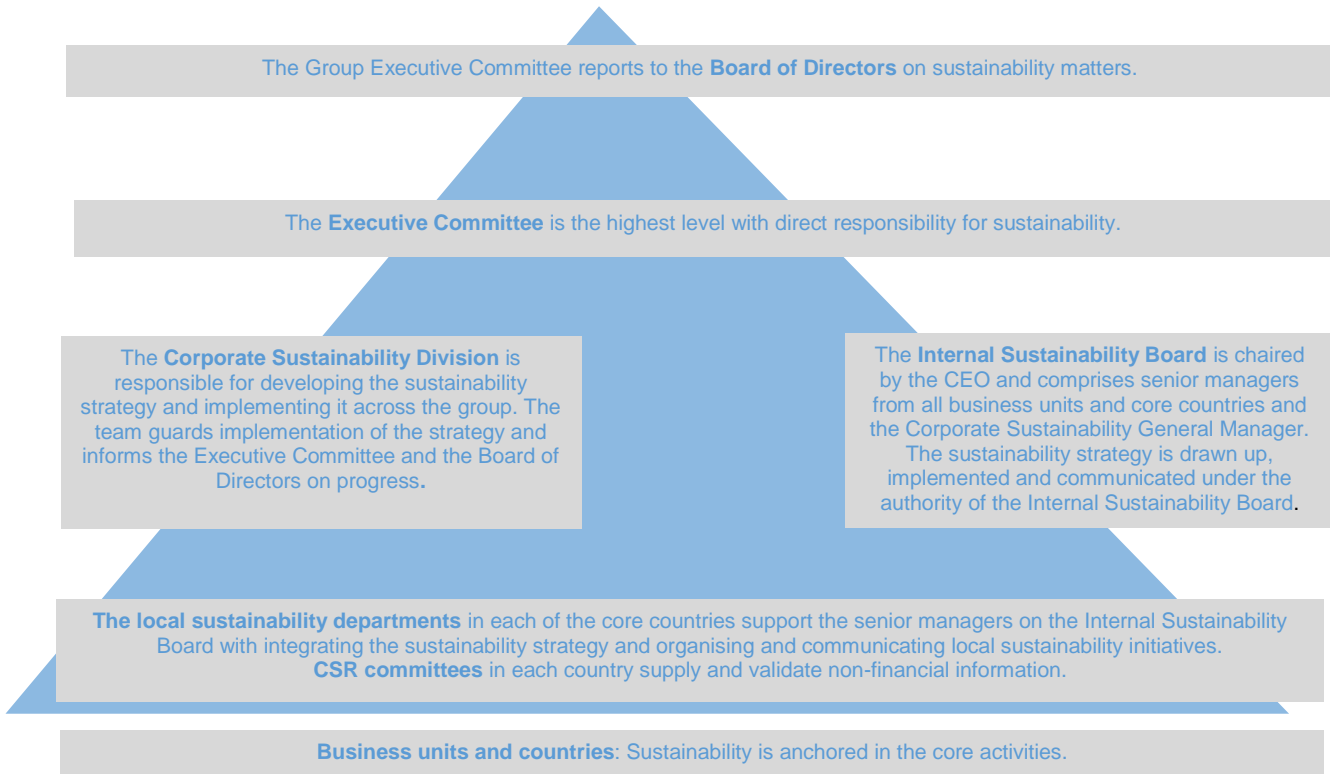 The Group Executive Committee reports to the Board of Directors on sustainability matters.
The Executive Committee is the highest level with direct responsibility for sustainability.
The Corporate Sustainability Division is
responsible for developing the sustainability
strategy and implementing it across the group. The
team guards implementation of the strategy and
informs the Executive Committee and the Board of
Directors on progress.
The Internal Sustainability Board is chaired
by the CEO and comprises senior managers
from all business units and core countries and
the Corporate Sustainability General Manager.
The sustainability strategy is drawn up,
implemented and communicated under the
authority of the Internal Sustainability Board.
The local sustainability departments in each of the core countries support the senior managers on the Internal Sustainability
Board with integrating the sustainability strategy and organising and communicating local sustainability initiatives.
CSR committees in each country supply and validate non-financial information.
Business units and countries: Sustainability is anchored in the core activities.